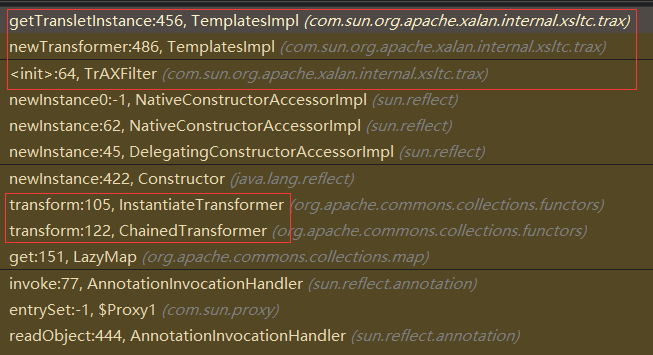 getTransletInstance:456, TemplatesImpl (com.sun.org.apache.xalan.internal.xsltc.trax)
newTransformer:486, TemplatesImpl (com.sun.org.apache.xalan.internal.xsltc.trax)
<init>:64, TrAXFilter (com.sun.org.apache.xalan.internal.xsltc.trax)
newInstance0:-1, NativeConstructorAccessorImpl (sun.reflect)
newInstance:62, NativeConstructorAccessorImpl (sun.reflect)
newInstance:45, DelegatingConstructorAccessorImpl (sun.reflect)
newInstance:422, Constructor (java.lang.reflect)
transform:105, InstantiateTransformer (org.apache.commons.collections.functors)
transform:122, ChainedTransformer (org.apache.commons.collections.functors)
get:151, LazyMap (org.apache.commons.collections.map)
invoke:77, AnnotationInvocationHandler (sun.reflect.annotation)
entrySet:-1, $Proxy1 (com.sun.proxy)
readObject:444, AnnotationInvocationHandler (sun.reflect.annotation)